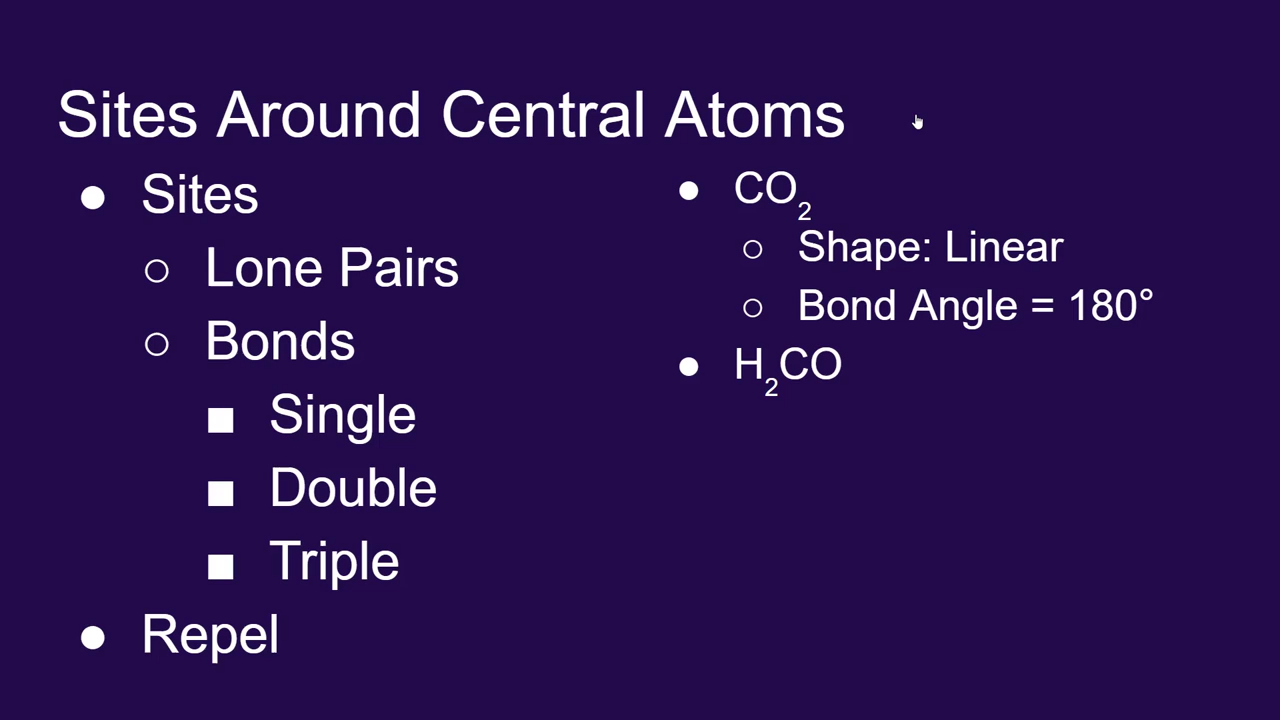 Sites Around Central Atoms
● Sites
○ Lone Pairs
○ Bonds
■ Single
■ Double
■ Triple
● Repel
● CO₂
○ Shape: Linear
○ Bond Angle = 180°
● H₂CO